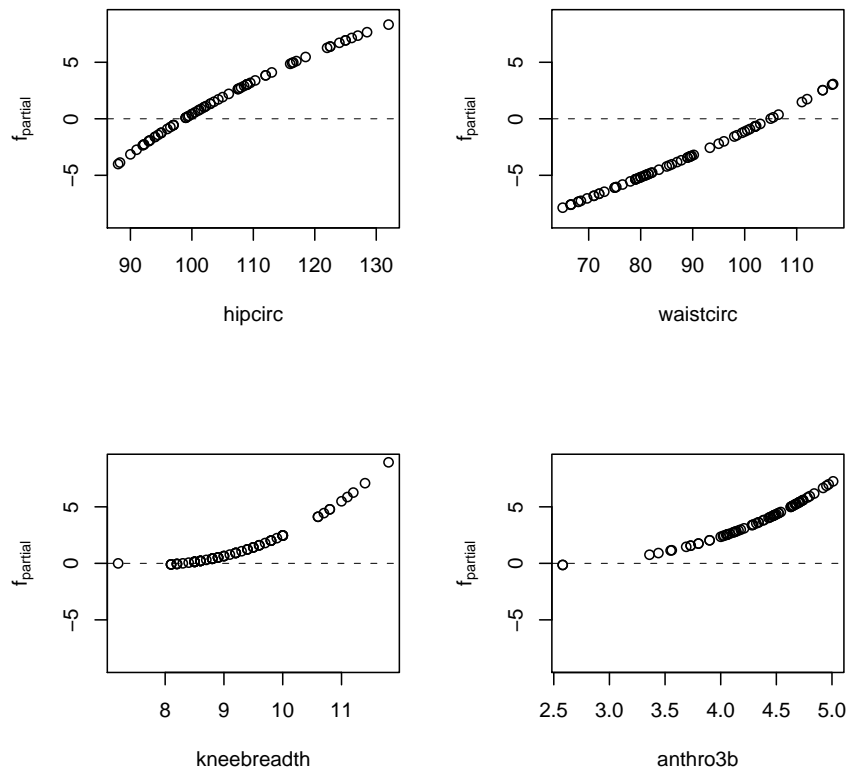 5
0
−5
f_partial
90 100 110 120 130
hipcirc
5
0
−5
f_partial
70 80 90 100 110
waistcirc
5
0
−5
f_partial
8 9 10 11
kneebreadth
5
0
−5
f_partial
2.5 3.0 3.5 4.0 4.5 5.0
anthro3b